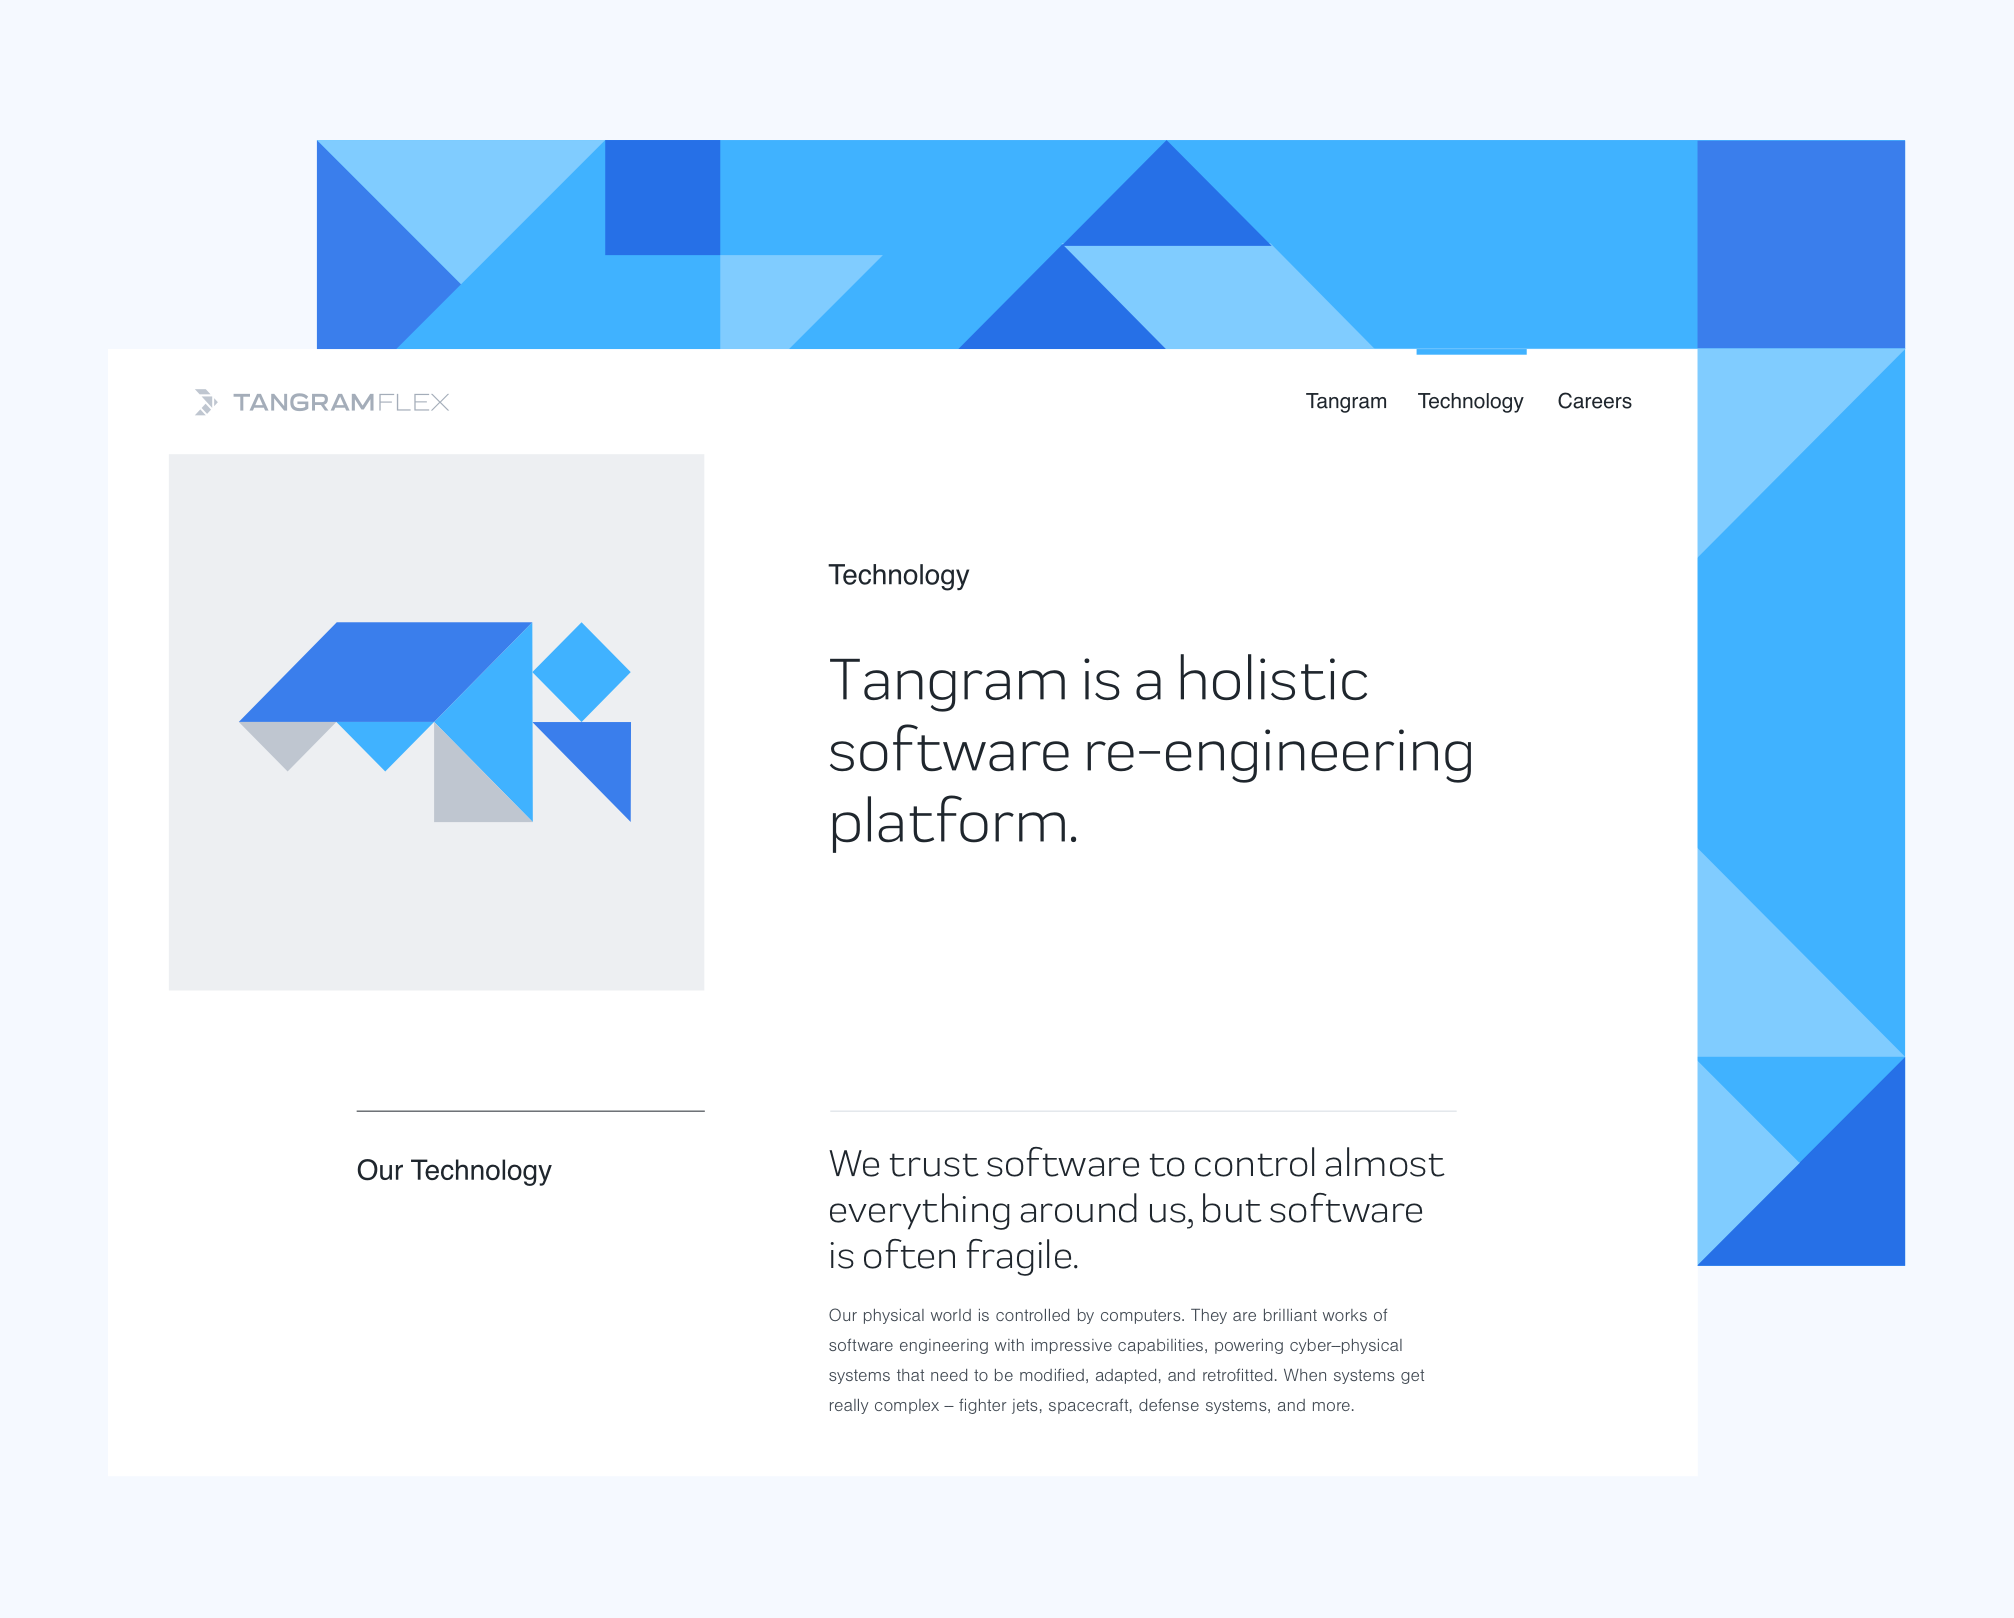 TANGRAMFLEX
Tangram Technology Careers
Technology
Tangram is a holistic
software re-engineering
platform.
Our Technology
We trust software to control almost
everything around us, but software
is often fragile.
Our physical world is controlled by computers. They are brilliant works of
software engineering with impressive capabilities, powering cyber–physical
systems that need to be modified, adapted, and retrofitted. When systems get
really complex – fighter jets, spacecraft, defense systems, and more.